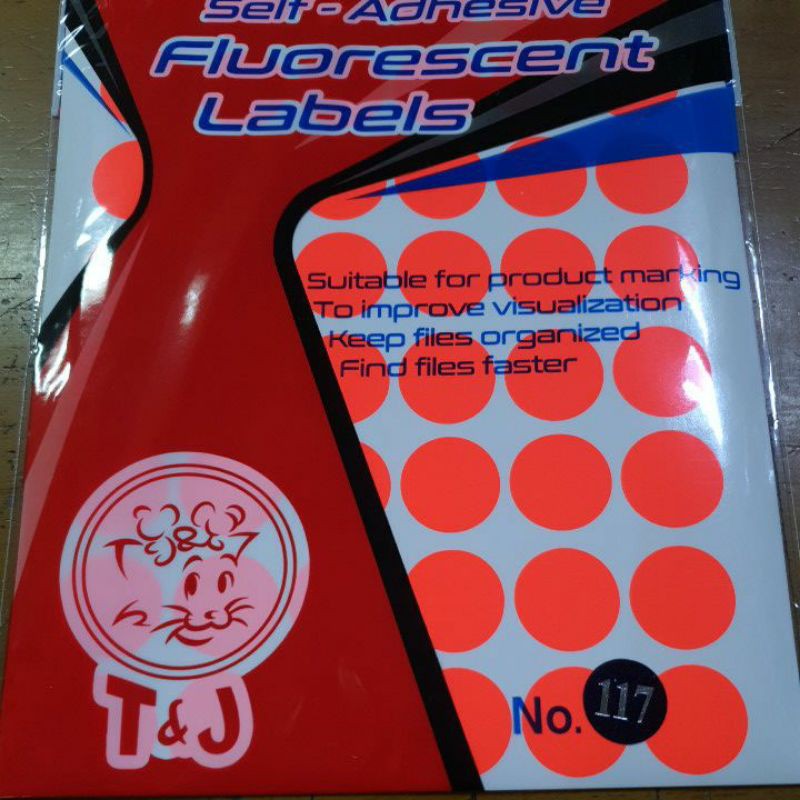 Self - Adhesive
Fluorescent
Labels
Suitable for product marking
To improve visualization
Keep files organized
Find files faster
T&J
T&J
No. 117